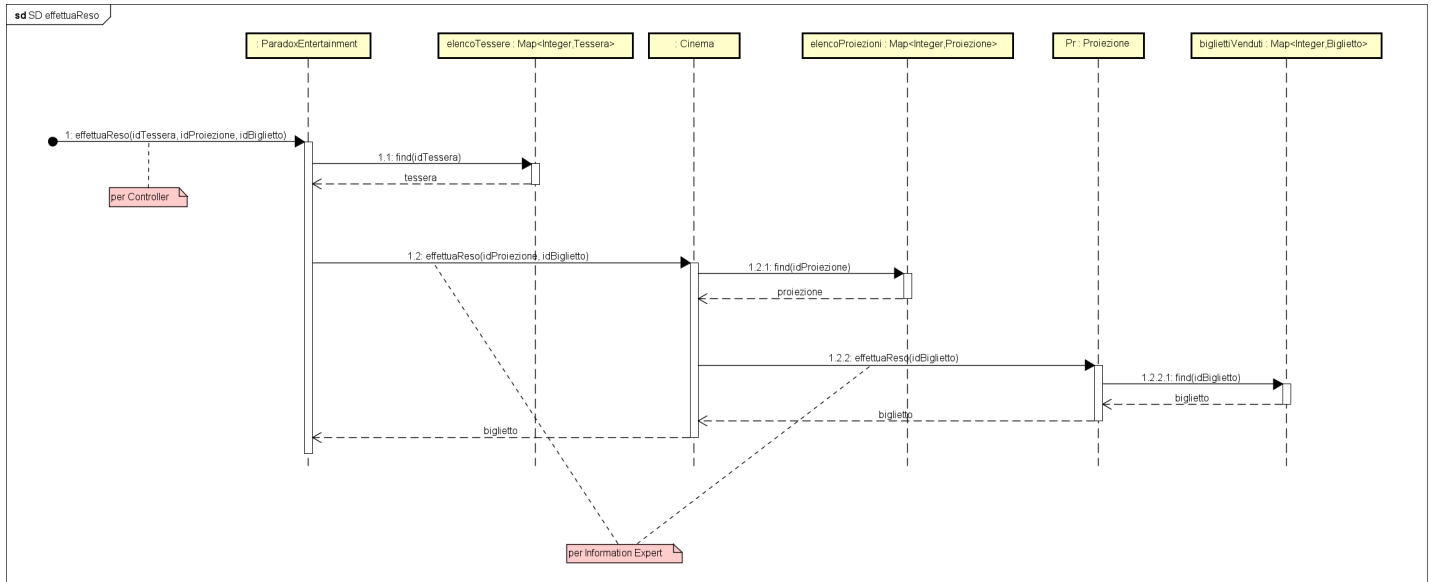 sd SD effettuaReso
: ParadoxEntertainment
elencoTessere : Map<Integer,Tessera>
: Cinema
elencoProiezioni : Map<Integer,Proiezione>
Pr : Proiezione
bigliettiVenduti : Map<Integer,Biglietto>
1: effettuaReso(idTessera, idProiezione, idBiglietto)
1.1: find(idTessera)
tessera
per Controller
1.2: effettuaReso(idProiezione, idBiglietto)
1.2.1: find(idProiezione)
proiezione
1.2.2: effettuaReso(idBiglietto)
1.2.2.1: find(idBiglietto)
biglietto
biglietto
biglietto
per Information Expert